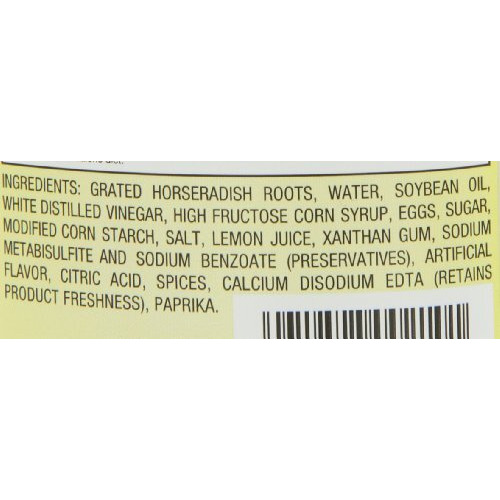 diet.
INGREDIENTS: GRATED HORSERADISH ROOTS, WATER, SOYBEAN OIL,
WHITE DISTILLED VINEGAR, HIGH FRUCTOSE CORN SYRUP, EGGS, SUGAR,
MODIFIED CORN STARCH, SALT, LEMON JUICE, XANTHAN GUM, SODIUM
METABISULFITE AND SODIUM BENZOATE (PRESERVATIVES), ARTIFICIAL
FLAVOR, CITRIC ACID, SPICES, CALCIUM DISODIUM EDTA (RETAINS
PRODUCT FRESHNESS), PAPRIKA.